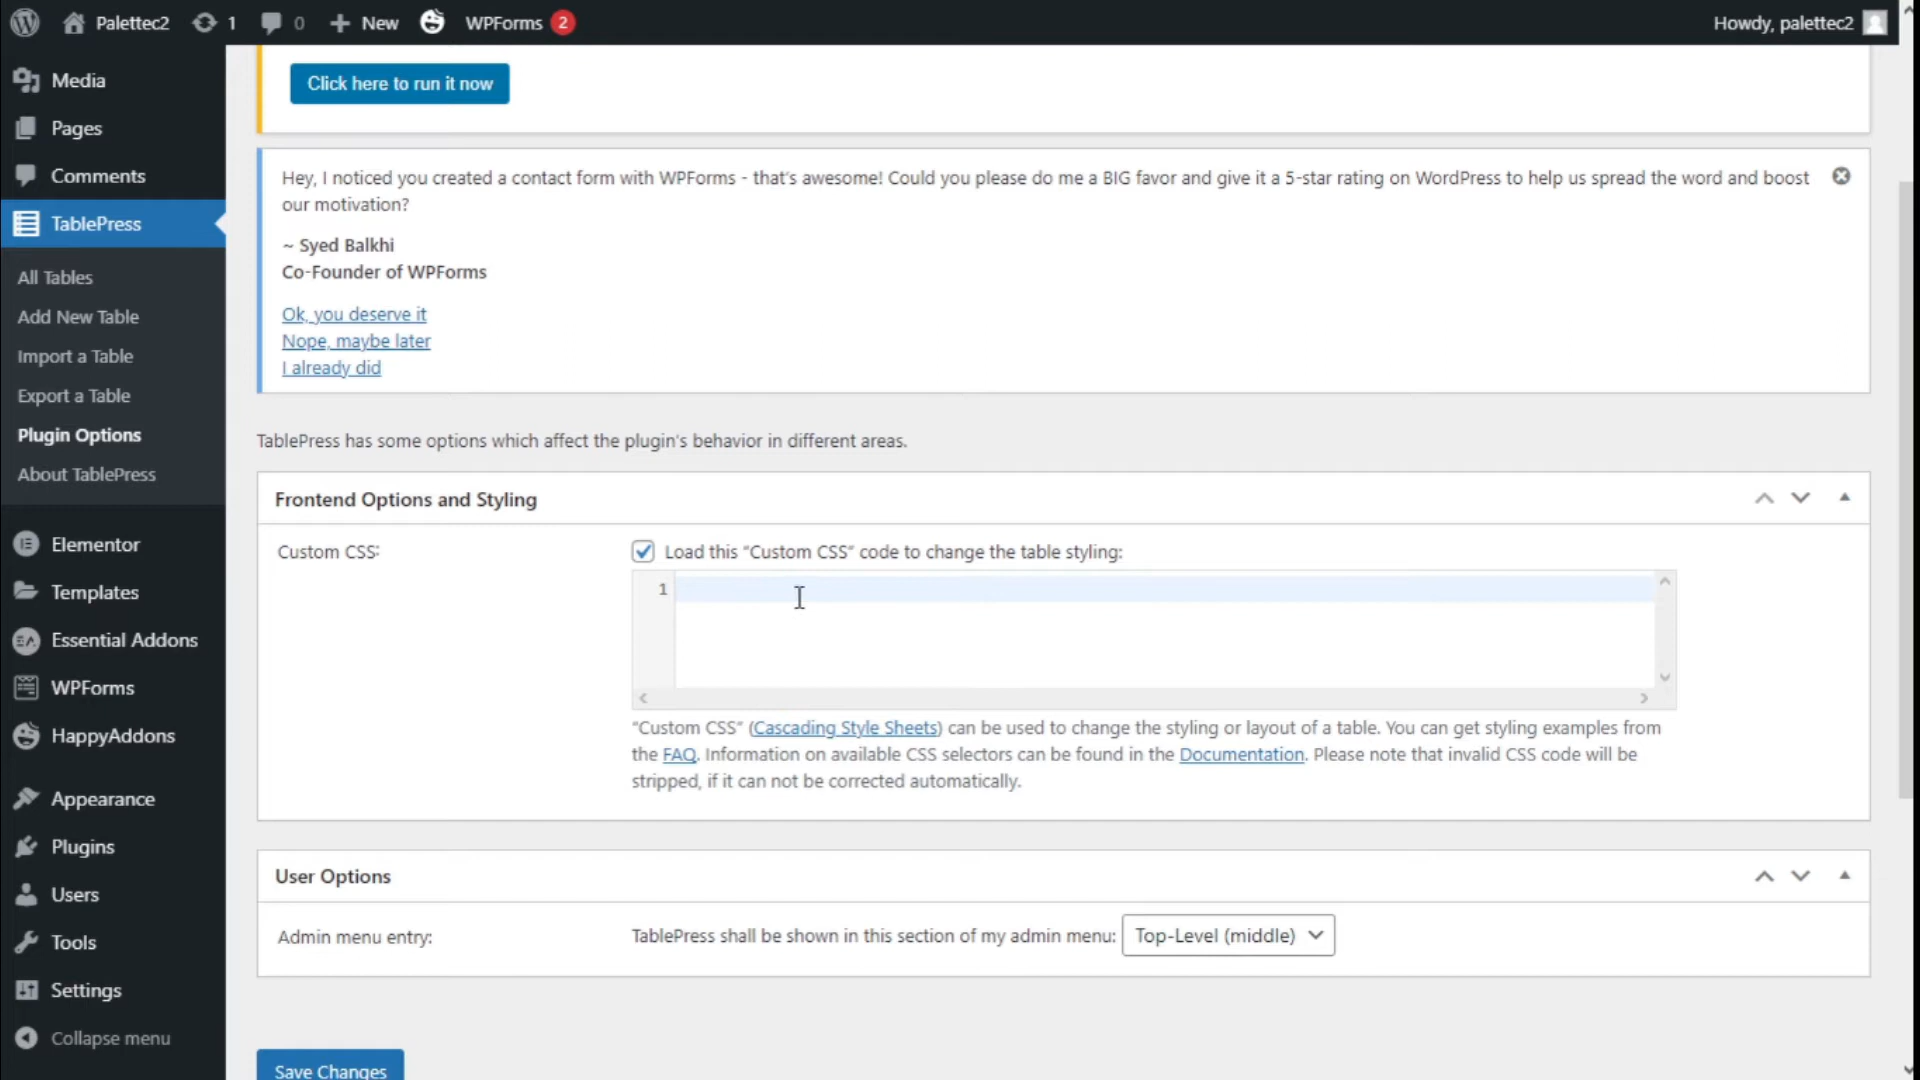 Palettec2 1 0 New WPForms 2 Howdy, palettec2
Media
Pages
Comments
TablePress
All Tables
Add New Table
Import a Table
Export a Table
Plugin Options
About TablePress
Elementor
Templates
Essential Addons
WPForms
HappyAddons
Appearance
Plugins
Users
Tools
Settings
Collapse menu
Click here to run it now
Hey, I noticed you created a contact form with WPForms - that's awesome! Could you please do me a BIG favor and give it a 5-star rating on WordPress to help us spread the word and boost
our motivation?
~ Syed Balkhi
Co-Founder of WPForms
Ok, you deserve it
Nope, maybe later
I already did
TablePress has some options which affect the plugin's behavior in different areas.
Frontend Options and Styling
Custom CSS:
Load this “Custom CSS” code to change the table styling:
1
“Custom CSS” (Cascading Style Sheets) can be used to change the styling or layout of a table. You can get styling examples from
the FAQ. Information on available CSS selectors can be found in the Documentation. Please note that invalid CSS code will be
stripped, if it can not be corrected automatically.
User Options
Admin menu entry:
TablePress shall be shown in this section of my admin menu: Top-Level (middle)
Save Changes